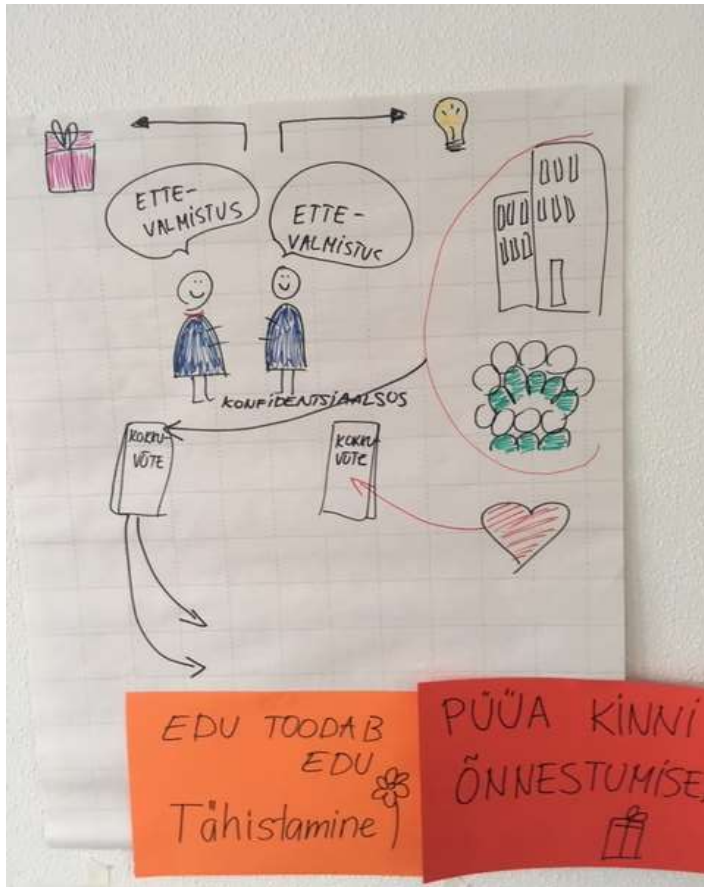 ETTE-
VALMISTUS
ETTE-
VALMISTUS
KONFIDENTSIAALSUS
KOKKU-
VÕTE
KOKKU-
VÕTE
EDU TOODAB
EDU
Tähistamine
PÜÜA KINNI
ÕNNESTUMISE